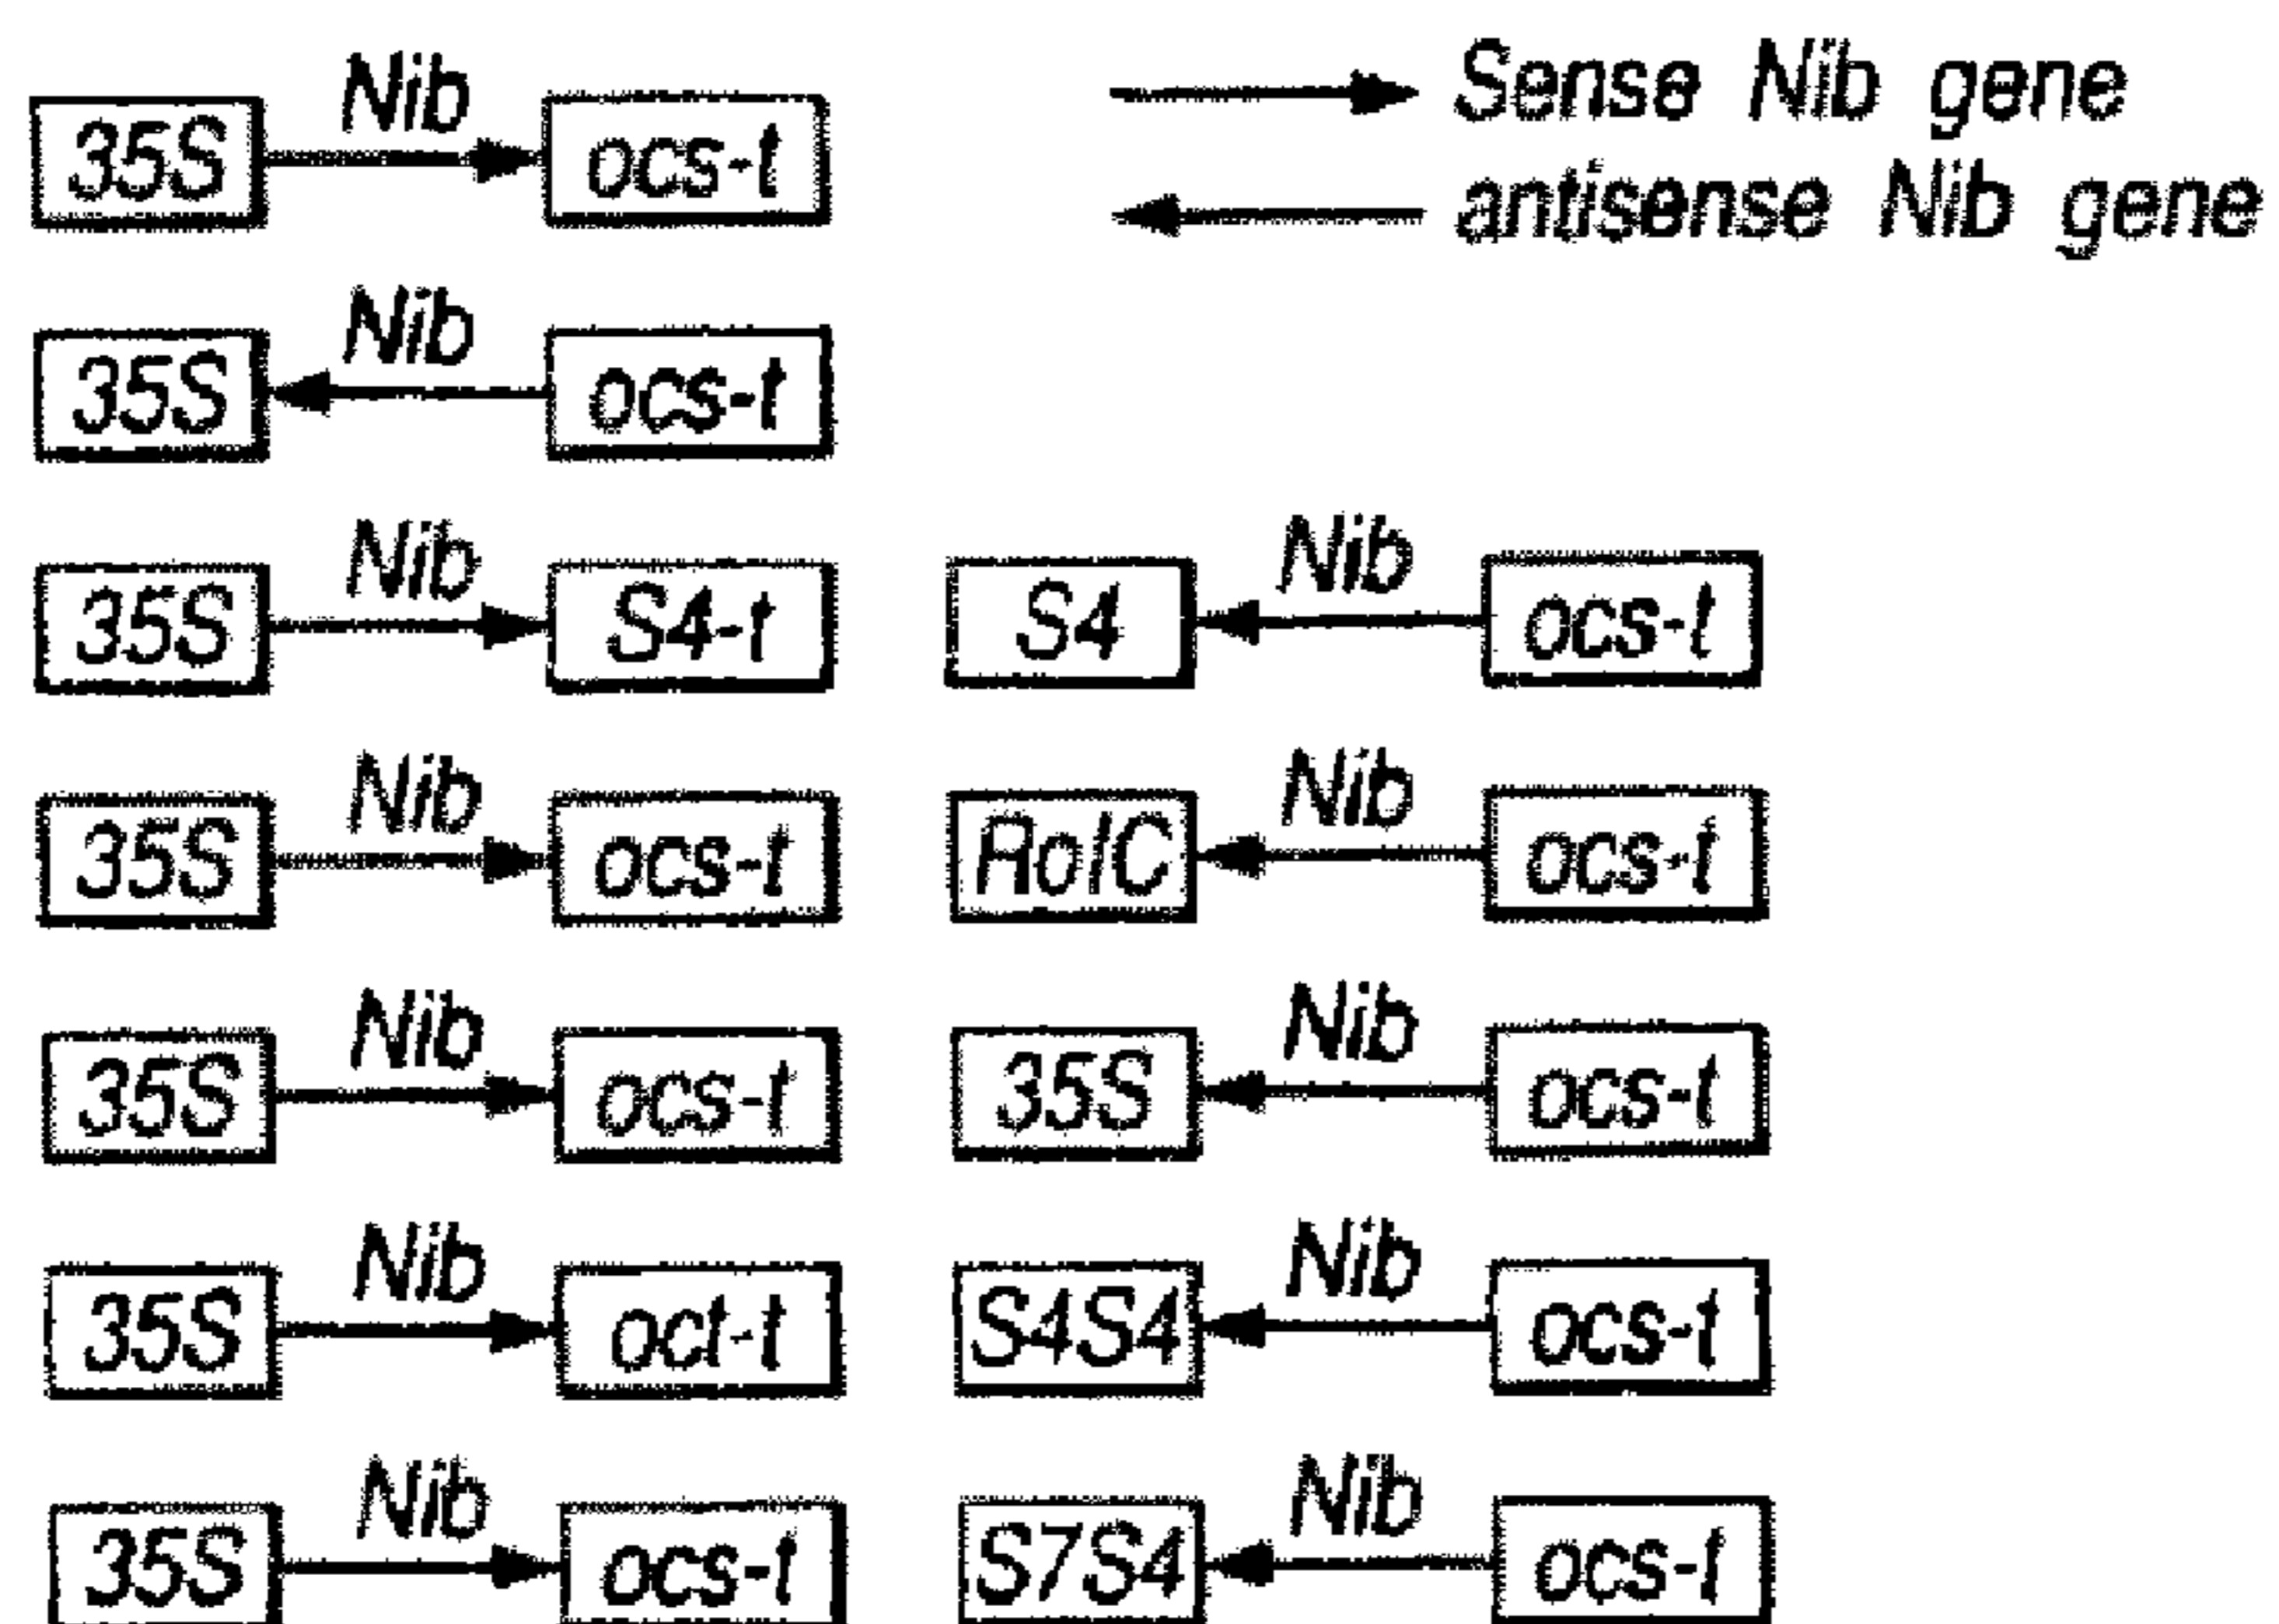 Nib
35S ocs-t
Sense Nib gene
antisense Nib gene
Nib
35S ocs-t
Nib Nib
35S S4-t S4 ocs-t
Nib Nib
35S ocs-t RolC ocs-t
Nib Nib
35S ocs-t 35S ocs-t
Nib Nib
35S oct-t S4S4 ocs-t
Nib Nib
35S ocs-t S7S4 ocs-t